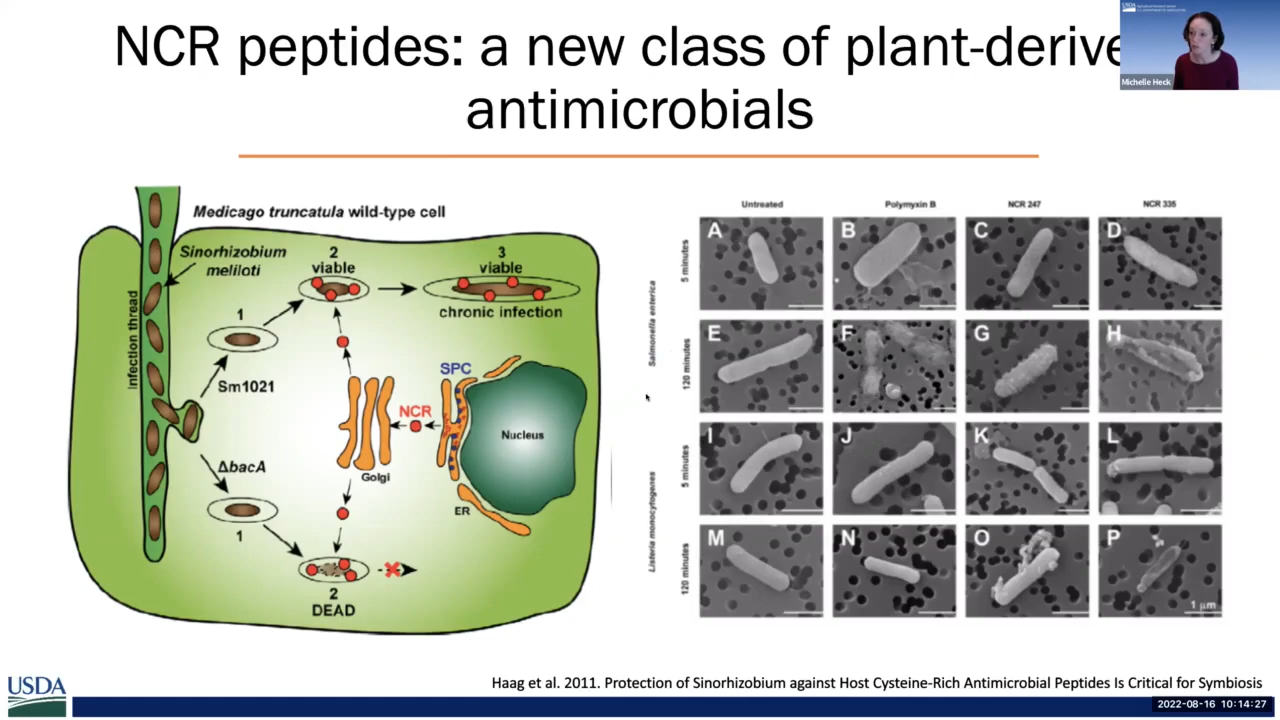 NCR peptides: a new class of plant-derive
antimicrobials
USDA
Michelle Heck
Medicago truncatula wild-type cell
Sinorhizobium
meliloti
Infection thread
1
Sm1021
2
viable
3
viable
chronic infection
SPC
NCR
Nucleus
Golgi
ER
ΔbacA
1
2
DEAD
Untreated
Polymyxin B
NCR 247
NCR 335
Salmonella enterica
5 minutes
A
B
C
D
120 minutes
E
F
G
H
Listeria monocytogenes
5 minutes
I
J
K
L
120 minutes
M
N
O
P
1 µm
Haag et al. 2011. Protection of Sinorhizobium against Host Cysteine-Rich Antimicrobial Peptides Is Critical for Symbiosis
USDA
2022-08-16 10:14:27